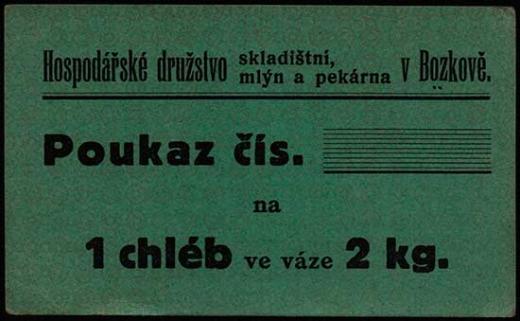 Hospodářské družstvo skladištní, mlýn a pekárna v Bozkově.
Poukaz čís.
na
1 chléb ve váze 2 kg.